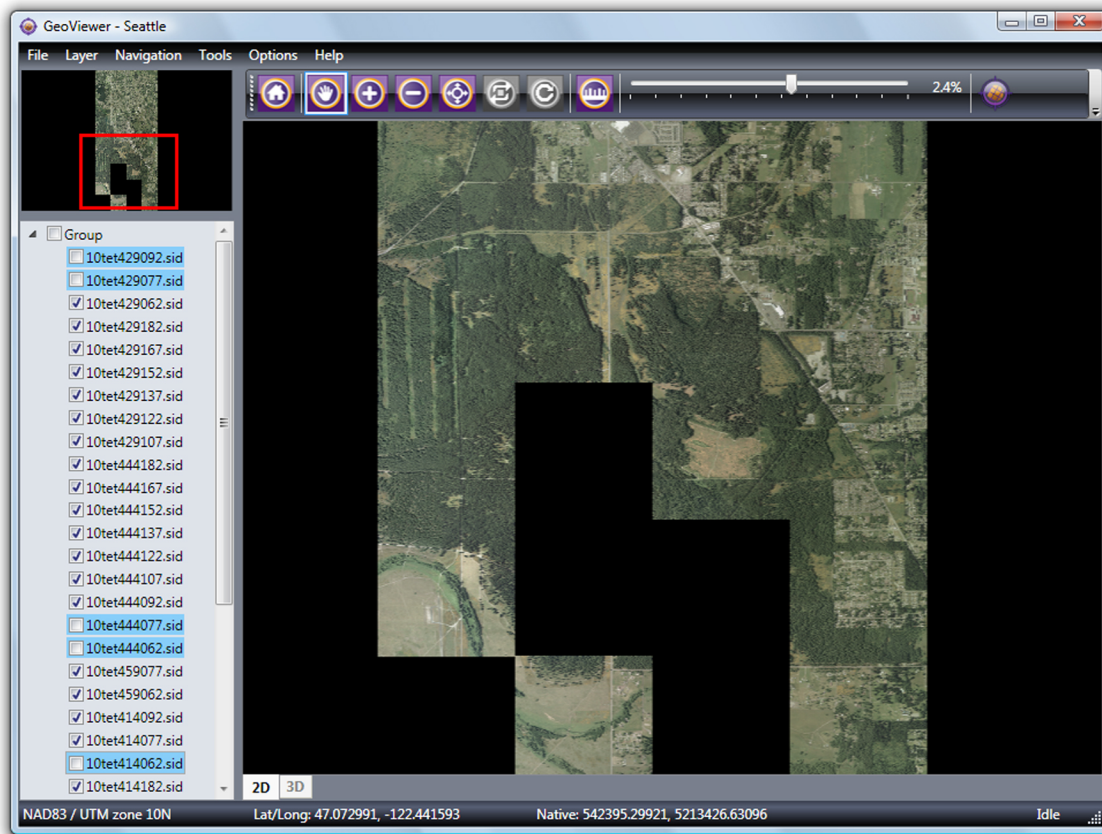 GeoViewer - Seattle
File Layer Navigation Tools Options Help
2.4%
Group
10tet429092.sid
10tet429077.sid
10tet429062.sid
10tet429182.sid
10tet429167.sid
10tet429152.sid
10tet429137.sid
10tet429122.sid
10tet429107.sid
10tet444182.sid
10tet444167.sid
10tet444152.sid
10tet444137.sid
10tet444122.sid
10tet444107.sid
10tet444092.sid
10tet444077.sid
10tet444062.sid
10tet459077.sid
10tet459062.sid
10tet414092.sid
10tet414077.sid
10tet414062.sid
10tet414182.sid
2D 3D
NAD83 / UTM zone 10N Lat/Long: 47.072991, -122.441593 Native: 542395.29921, 5213426.63096 Idle